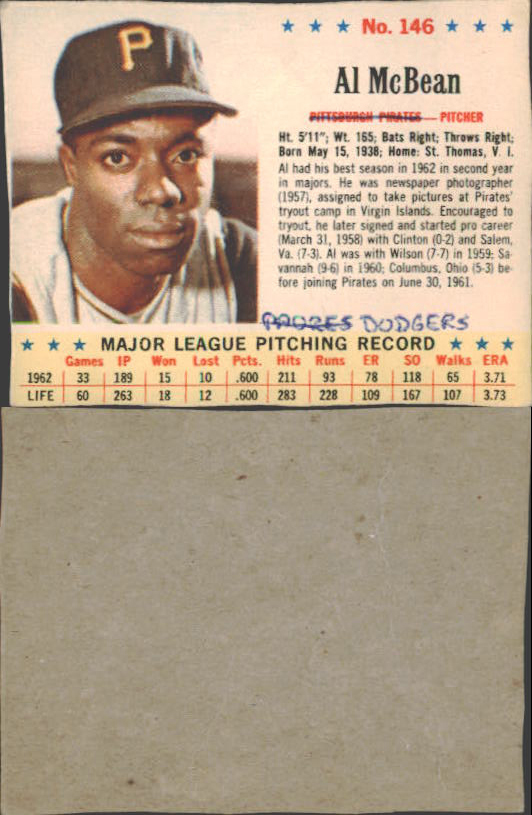 P
★ ★ ★ No. 146 ★ ★ ★
Al McBean
PITTSBURGH PIRATES — PITCHER
Ht. 5'11"; Wt. 165; Bats Right; Throws Right;
Born May 15, 1938; Home: St. Thomas, V. I.
Al had his best season in 1962 in second year
in majors. He was newspaper photographer
(1957), assigned to take pictures at Pirates'
tryout camp in Virgin Islands. Encouraged to
tryout, he later signed and started pro career
(March 31, 1958) with Clinton (0-2) and Salem,
Va. (7-3). Al was with Wilson (7-7) in 1959; Sa-
vannah (9-6) in 1960; Columbus, Ohio (5-3) be-
fore joining Pirates on June 30, 1961.
PADRES DODGERS
★ ★ ★ MAJOR LEAGUE PITCHING RECORD ★ ★ ★
Games IP Won Lost Pcts. Hits Runs ER SO Walks ERA
1962 33 189 15 10 .600 211 93 78 118 65 3.71
LIFE 60 263 18 12 .600 283 228 109 167 107 3.73